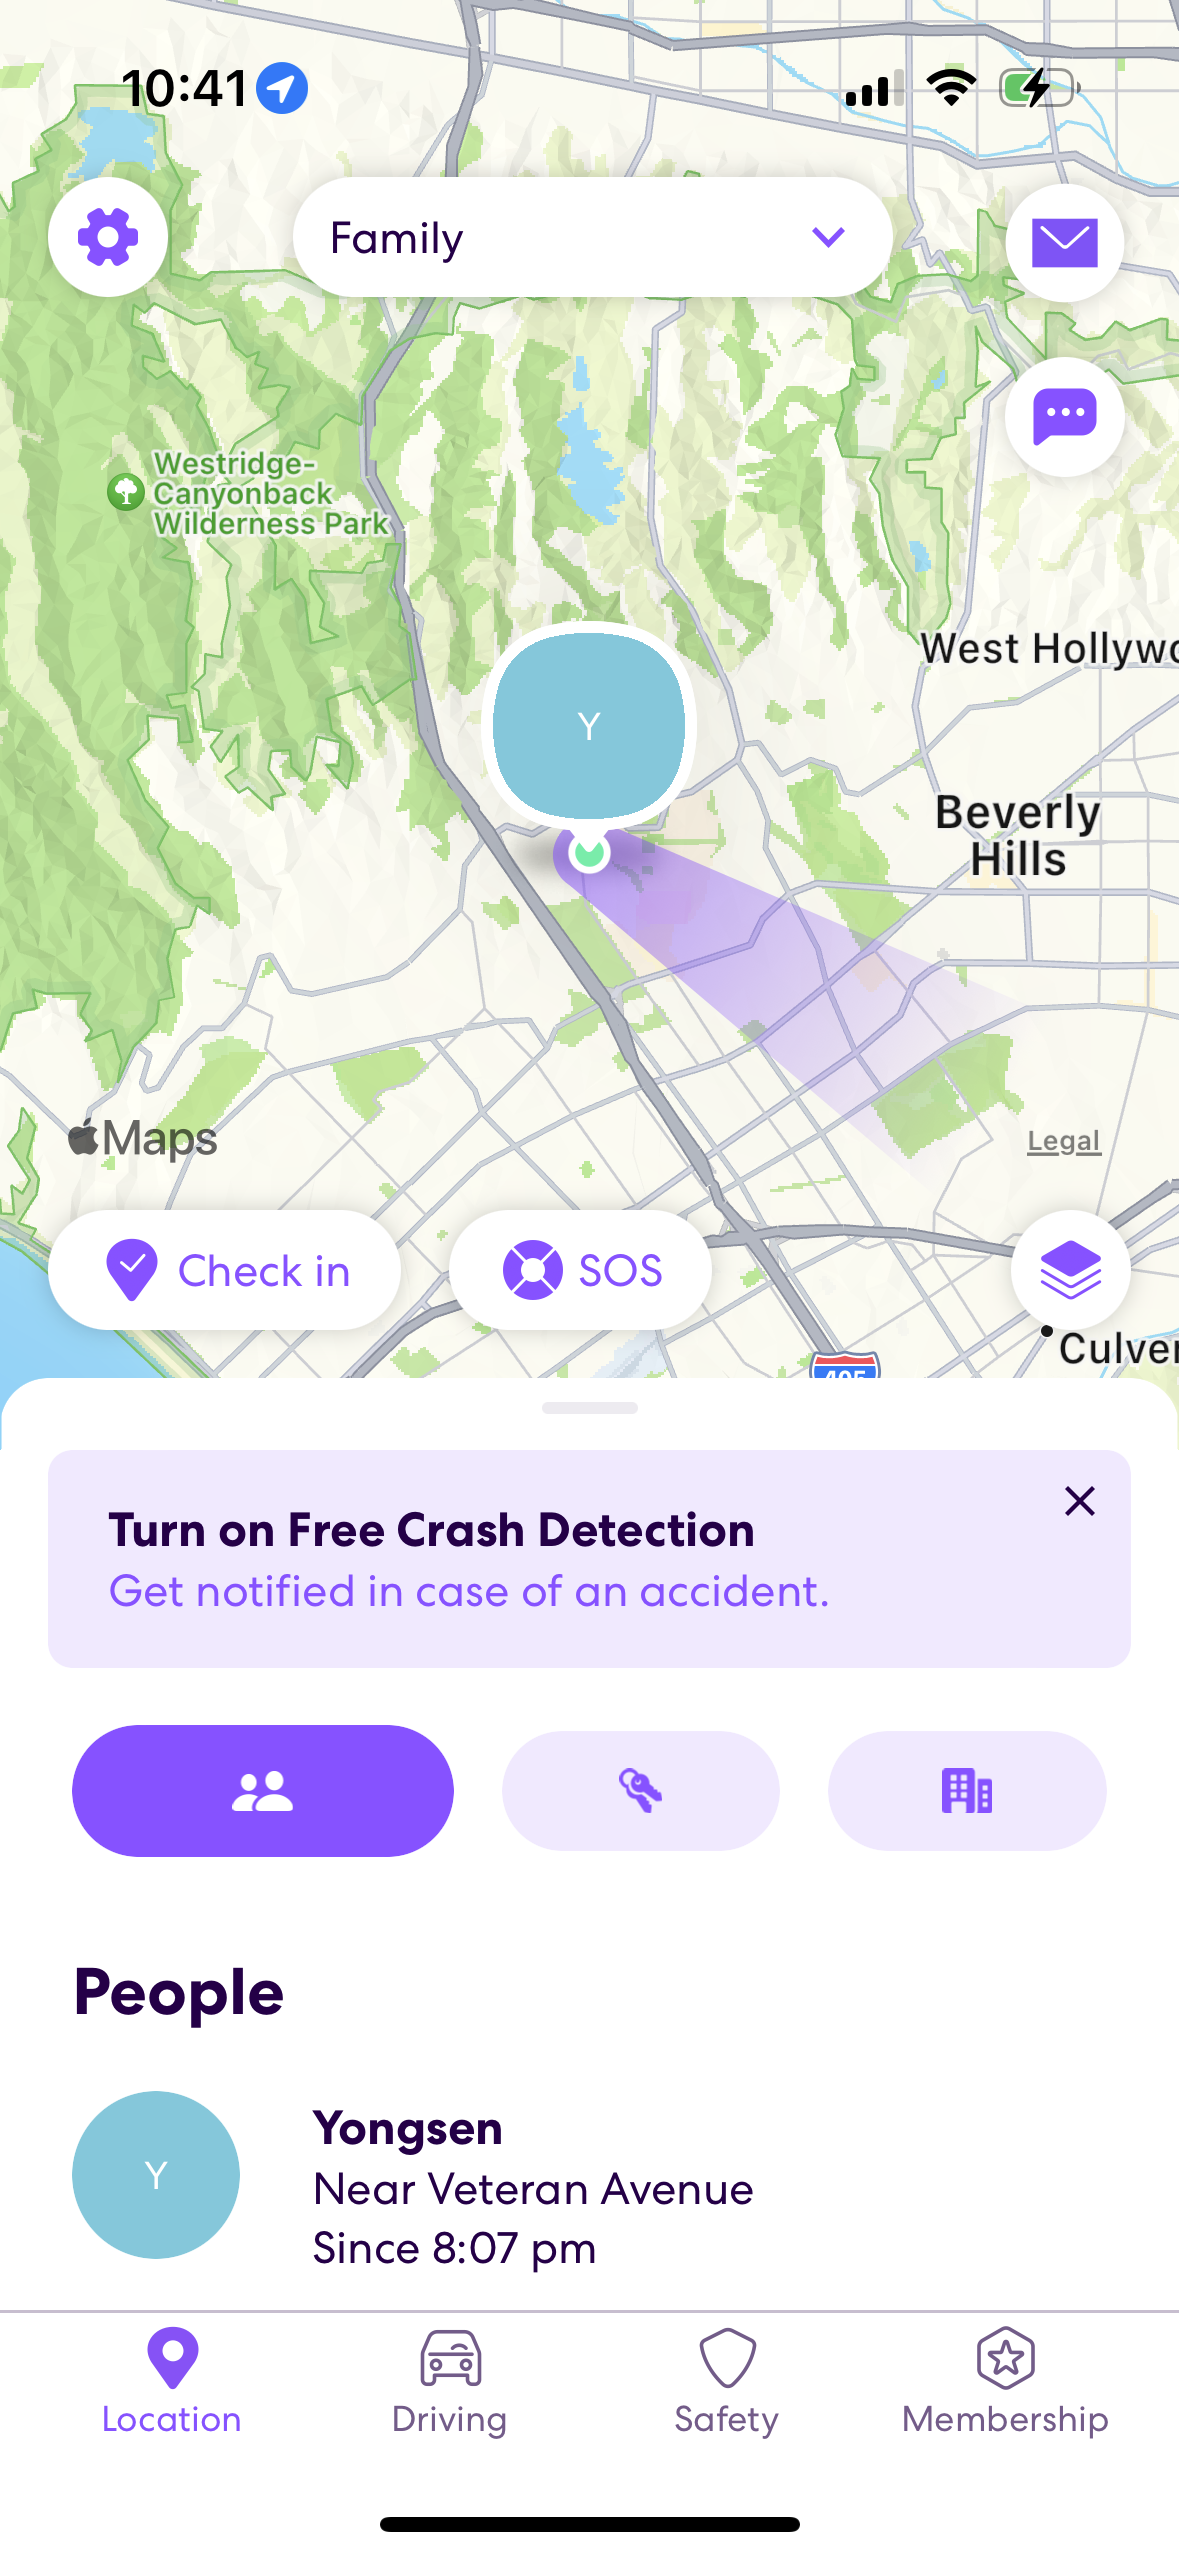 10:41
Family
Westridge-
Canyonback
Wilderness Park
West Hollywo
Y
Beverly
Hills
Maps
Legal
Check in
SOS
Culver
405
Turn on Free Crash Detection
Get notified in case of an accident.
People
Y
Yongsen
Near Veteran Avenue
Since 8:07 pm
Location
Driving
Safety
Membership